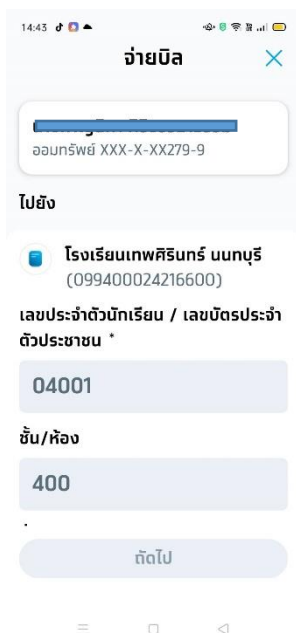 14:43
จ่ายบิล
ออมทรัพย์ XXX-X-XX279-9
ไปยัง
โรงเรียนเทพศิรินทร์ นนทบุรี
(099400024216600)
เลขประจำตัวนักเรียน / เลขบัตรประจำ
ตัวประชาชน *
04001
ชั้น/ห้อง
400
ถัดไป